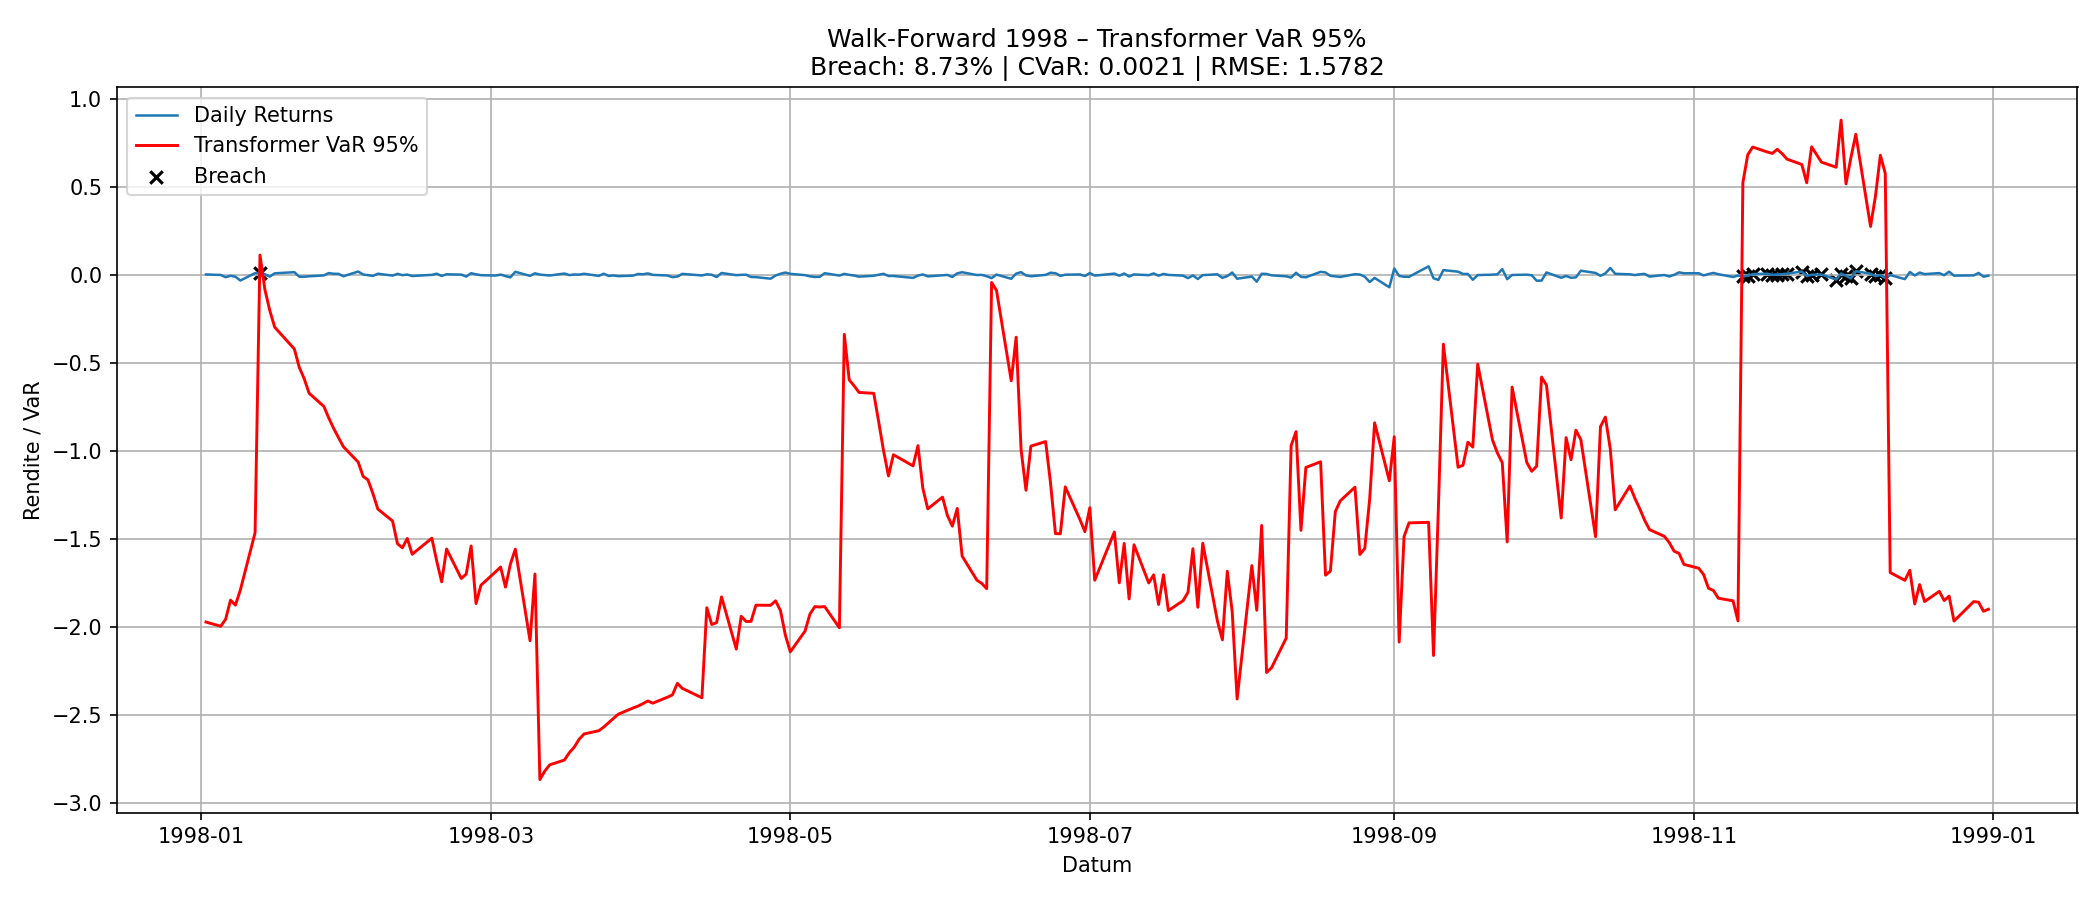 Walk-Forward 1998 – Transformer VaR 95%
Breach: 8.73% | CVaR: 0.0021 | RMSE: 1.5782
Daily Returns
Transformer VaR 95%
Breach
Rendite / VaR
1.0
0.5
0.0
−0.5
−1.0
−1.5
−2.0
−2.5
−3.0
1998-01
1998-03
1998-05
1998-07
1998-09
1998-11
1999-01
Datum